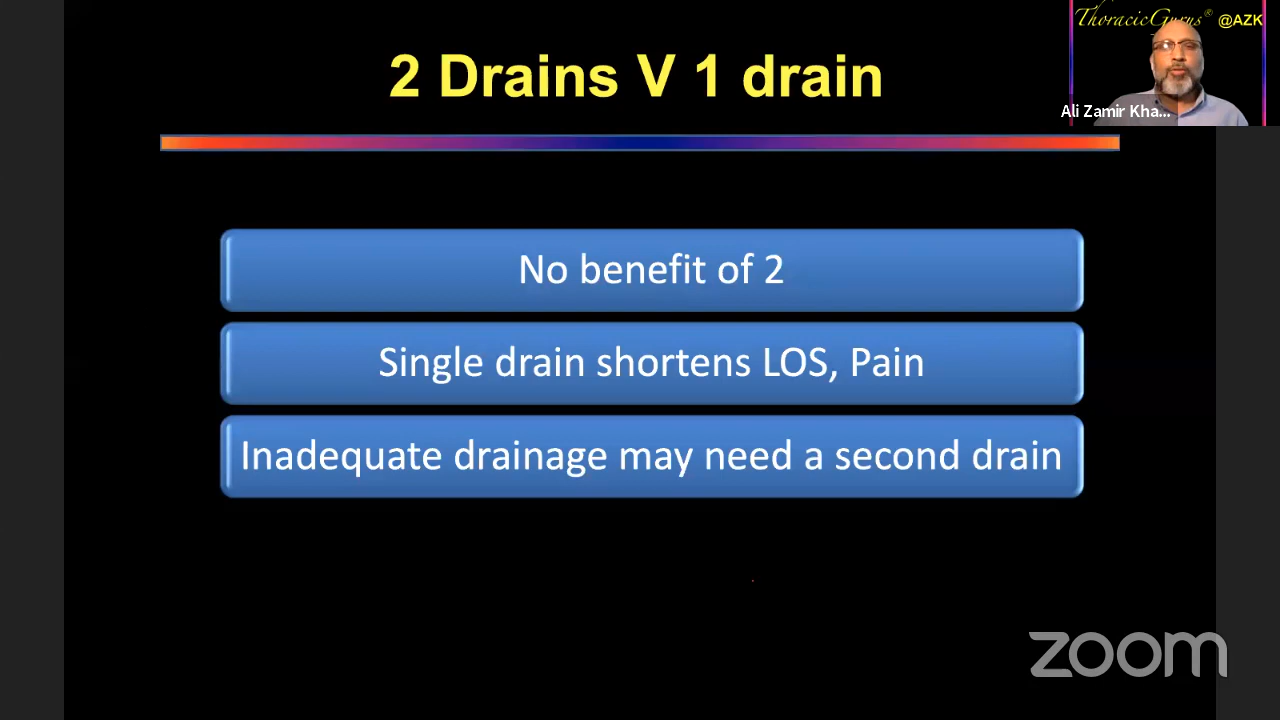 ThoracicGurus® @AZK
Ali Zamir Kha...
2 Drains V 1 drain
No benefit of 2
Single drain shortens LOS, Pain
Inadequate drainage may need a second drain
zoom